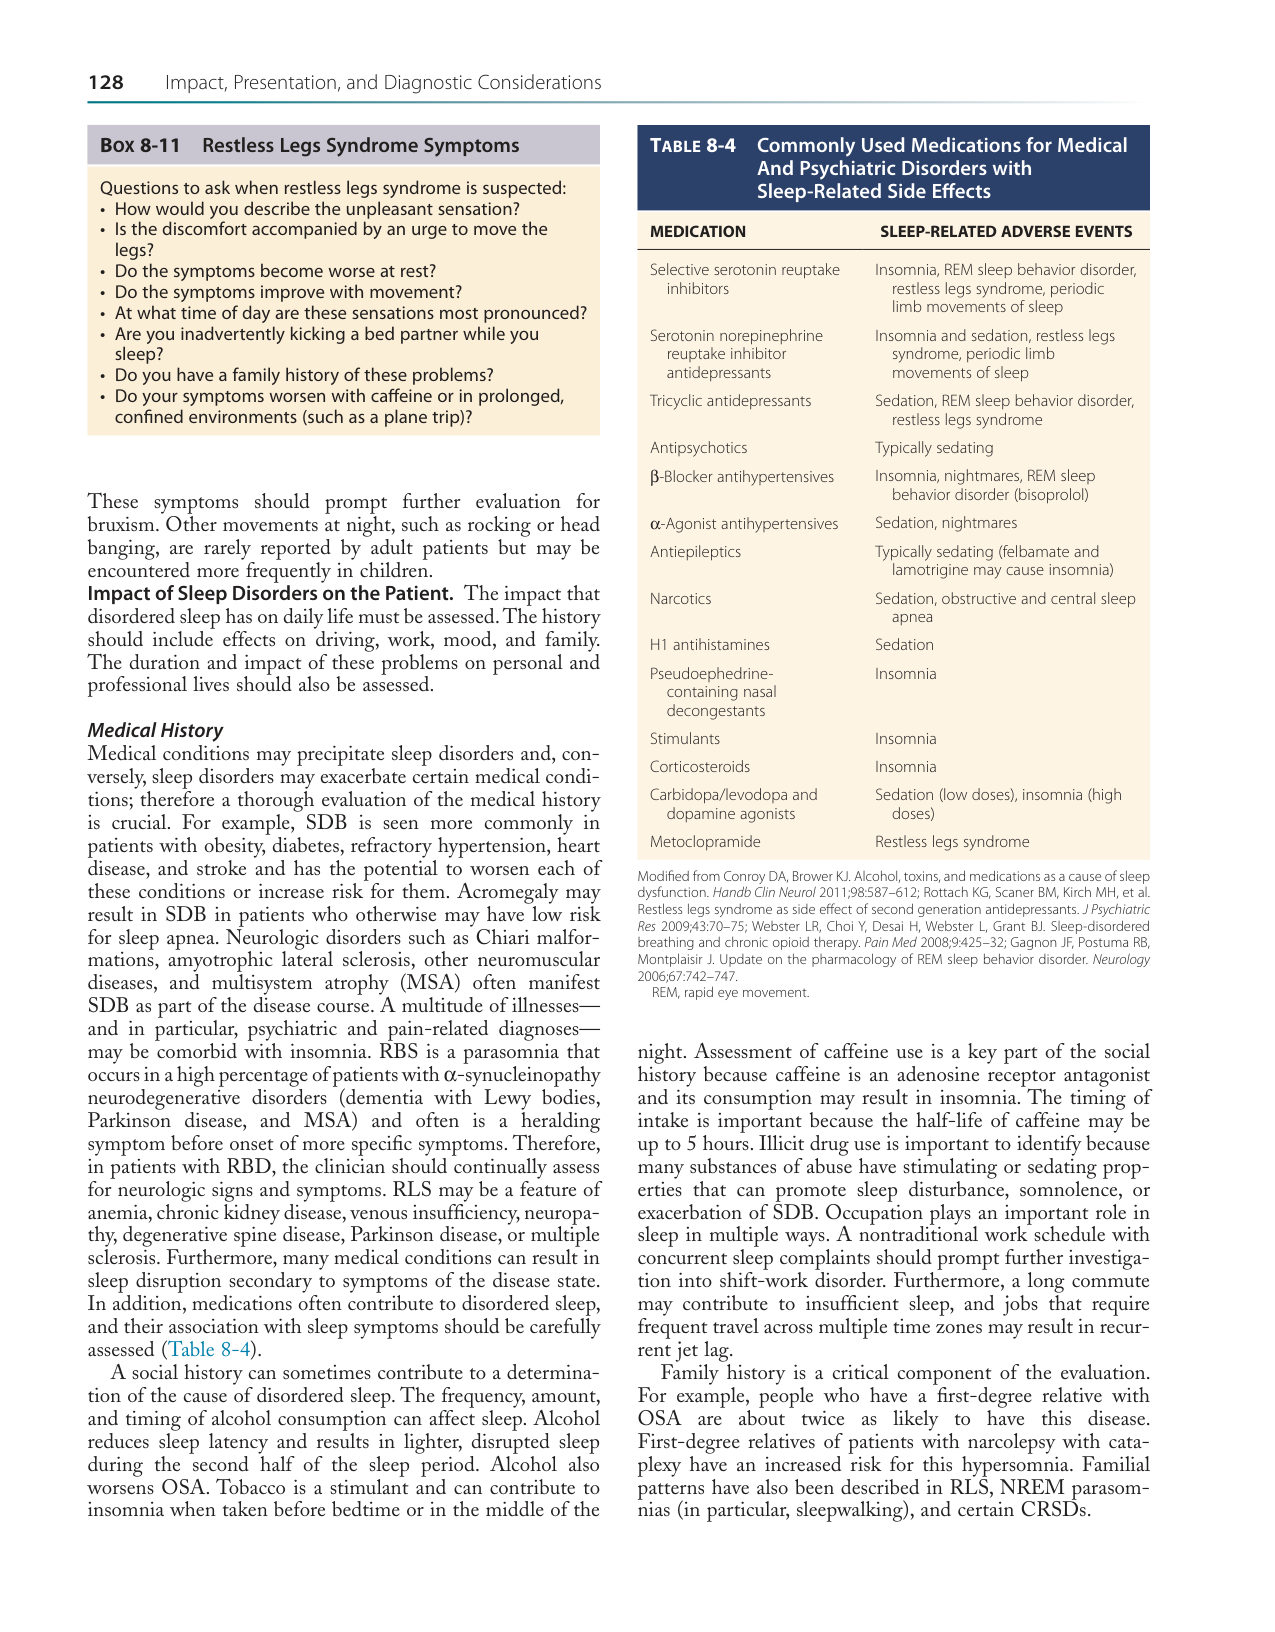 128 Impact, Presentation, and Diagnostic Considerations
BOX 8-11 Restless Legs Syndrome Symptoms
Questions to ask when restless legs syndrome is suspected:
• How would you describe the unpleasant sensation?
• Is the discomfort accompanied by an urge to move the
legs?
• Do the symptoms become worse at rest?
• Do the symptoms improve with movement?
• At what time of day are these sensations most pronounced?
• Are you inadvertently kicking a bed partner while you
sleep?
• Do you have a family history of these problems?
• Do your symptoms worsen with caffeine or in prolonged,
confined environments (such as a plane trip)?
These symptoms should prompt further evaluation for
bruxism. Other movements at night, such as rocking or head
banging, are rarely reported by adult patients but may be
encountered more frequently in children.
Impact of Sleep Disorders on the Patient. The impact that
disordered sleep has on daily life must be assessed. The history
should include effects on driving, work, mood, and family.
The duration and impact of these problems on personal and
professional lives should also be assessed.
Medical History
Medical conditions may precipitate sleep disorders and, con-
versely, sleep disorders may exacerbate certain medical condi-
tions; therefore a thorough evaluation of the medical history
is crucial. For example, SDB is seen more commonly in
patients with obesity, diabetes, refractory hypertension, heart
disease, and stroke and has the potential to worsen each of
these conditions or increase risk for them. Acromegaly may
result in SDB in patients who otherwise may have low risk
for sleep apnea. Neurologic disorders such as Chiari malfor-
mations, amyotrophic lateral sclerosis, other neuromuscular
diseases, and multisystem atrophy (MSA) often manifest
SDB as part of the disease course. A multitude of illnesses—
and in particular, psychiatric and pain-related diagnoses—
may be comorbid with insomnia. RBS is a parasomnia that
occurs in a high percentage of patients with α-synucleinopathy
neurodegenerative disorders (dementia with Lewy bodies,
Parkinson disease, and MSA) and often is a heralding
symptom before onset of more specific symptoms. Therefore,
in patients with RBD, the clinician should continually assess
for neurologic signs and symptoms. RLS may be a feature of
anemia, chronic kidney disease, venous insufficiency, neuropa-
thy, degenerative spine disease, Parkinson disease, or multiple
sclerosis. Furthermore, many medical conditions can result in
sleep disruption secondary to symptoms of the disease state.
In addition, medications often contribute to disordered sleep,
and their association with sleep symptoms should be carefully
assessed (Table 8-4).
A social history can sometimes contribute to a determina-
tion of the cause of disordered sleep. The frequency, amount,
and timing of alcohol consumption can affect sleep. Alcohol
reduces sleep latency and results in lighter, disrupted sleep
during the second half of the sleep period. Alcohol also
worsens OSA. Tobacco is a stimulant and can contribute to
insomnia when taken before bedtime or in the middle of the
TABLE 8-4 Commonly Used Medications for Medical
And Psychiatric Disorders with
Sleep-Related Side Effects
MEDICATION SLEEP-RELATED ADVERSE EVENTS
Selective serotonin reuptake Insomnia, REM sleep behavior disorder,
inhibitors restless legs syndrome, periodic
limb movements of sleep
Serotonin norepinephrine Insomnia and sedation, restless legs
reuptake inhibitor syndrome, periodic limb
antidepressants movements of sleep
Tricyclic antidepressants Sedation, REM sleep behavior disorder,
restless legs syndrome
Antipsychotics Typically sedating
β-Blocker antihypertensives Insomnia, nightmares, REM sleep
behavior disorder (bisoprolol)
α-Agonist antihypertensives Sedation, nightmares
Antiepileptics Typically sedating (felbamate and
lamotrigine may cause insomnia)
Narcotics Sedation, obstructive and central sleep
apnea
H1 antihistamines Sedation
Pseudoephedrine- Insomnia
containing nasal
decongestants
Stimulants Insomnia
Corticosteroids Insomnia
Carbidopa/levodopa and Sedation (low doses), insomnia (high
dopamine agonists doses)
Metoclopramide Restless legs syndrome
Modified from Conroy DA, Brower KJ. Alcohol, toxins, and medications as a cause of sleep
dysfunction. Handb Clin Neurol 2011;98:587–612; Rottach KG, Scaner BM, Kirch MH, et al.
Restless legs syndrome as side effect of second generation antidepressants. J Psychiatric
Res 2009;43:70–75; Webster LR, Choi Y, Desai H, Webster L, Grant BJ. Sleep-disordered
breathing and chronic opioid therapy. Pain Med 2008;9:425–32; Gagnon JF, Postuma RB,
Montplaisir J. Update on the pharmacology of REM sleep behavior disorder. Neurology
2006;67:742–747.
REM, rapid eye movement.
night. Assessment of caffeine use is a key part of the social
history because caffeine is an adenosine receptor antagonist
and its consumption may result in insomnia. The timing of
intake is important because the half-life of caffeine may be
up to 5 hours. Illicit drug use is important to identify because
many substances of abuse have stimulating or sedating prop-
erties that can promote sleep disturbance, somnolence, or
exacerbation of SDB. Occupation plays an important role in
sleep in multiple ways. A nontraditional work schedule with
concurrent sleep complaints should prompt further investiga-
tion into shift-work disorder. Furthermore, a long commute
may contribute to insufficient sleep, and jobs that require
frequent travel across multiple time zones may result in recur-
rent jet lag.
Family history is a critical component of the evaluation.
For example, people who have a first-degree relative with
OSA are about twice as likely to have this disease.
First-degree relatives of patients with narcolepsy with cata-
plexy have an increased risk for this hypersomnia. Familial
patterns have also been described in RLS, NREM parasom-
nias (in particular, sleepwalking), and certain CRSDs.